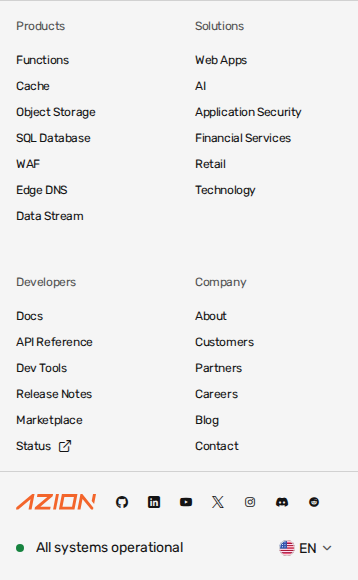 Products
Functions
Cache
Object Storage
SQL Database
WAF
Edge DNS
Data Stream
Solutions
Web Apps
AI
Application Security
Financial Services
Retail
Technology
Developers
Docs
API Reference
Dev Tools
Release Notes
Marketplace
Status
Company
About
Customers
Partners
Careers
Blog
Contact
AZION
All systems operational
EN